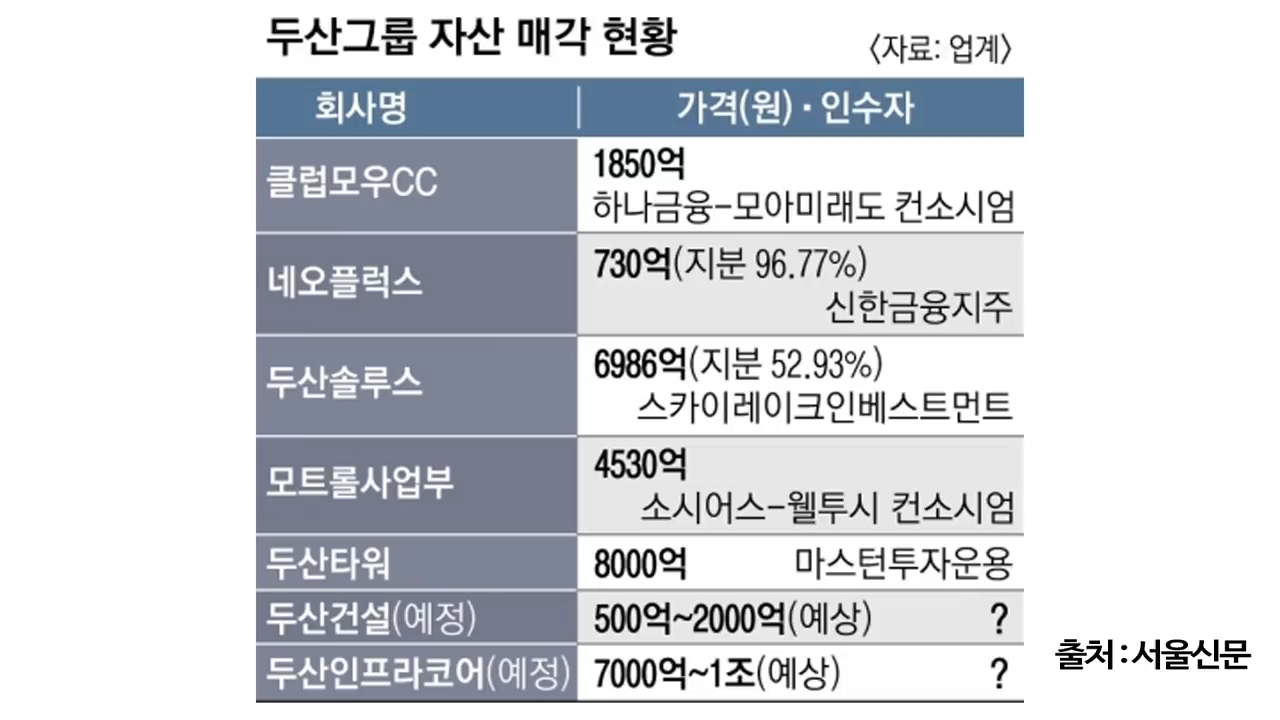 두산그룹 자산 매각 현황
〈자료: 업계〉
회사명
가격(원)·인수자
클럽모우CC
1850억
하나금융-모아미래도 컨소시엄
네오플럭스
730억(지분 96.77%)
신한금융지주
두산솔루스
6986억(지분 52.93%)
스카이레이크인베스트먼트
모트롤사업부
4530억
소시어스-웰투시 컨소시엄
두산타워
8000억 마스턴투자운용
두산건설(예정)
500억~2000억(예상) ?
두산인프라코어(예정)
7000억~1조(예상) ?
출처 : 서울신문